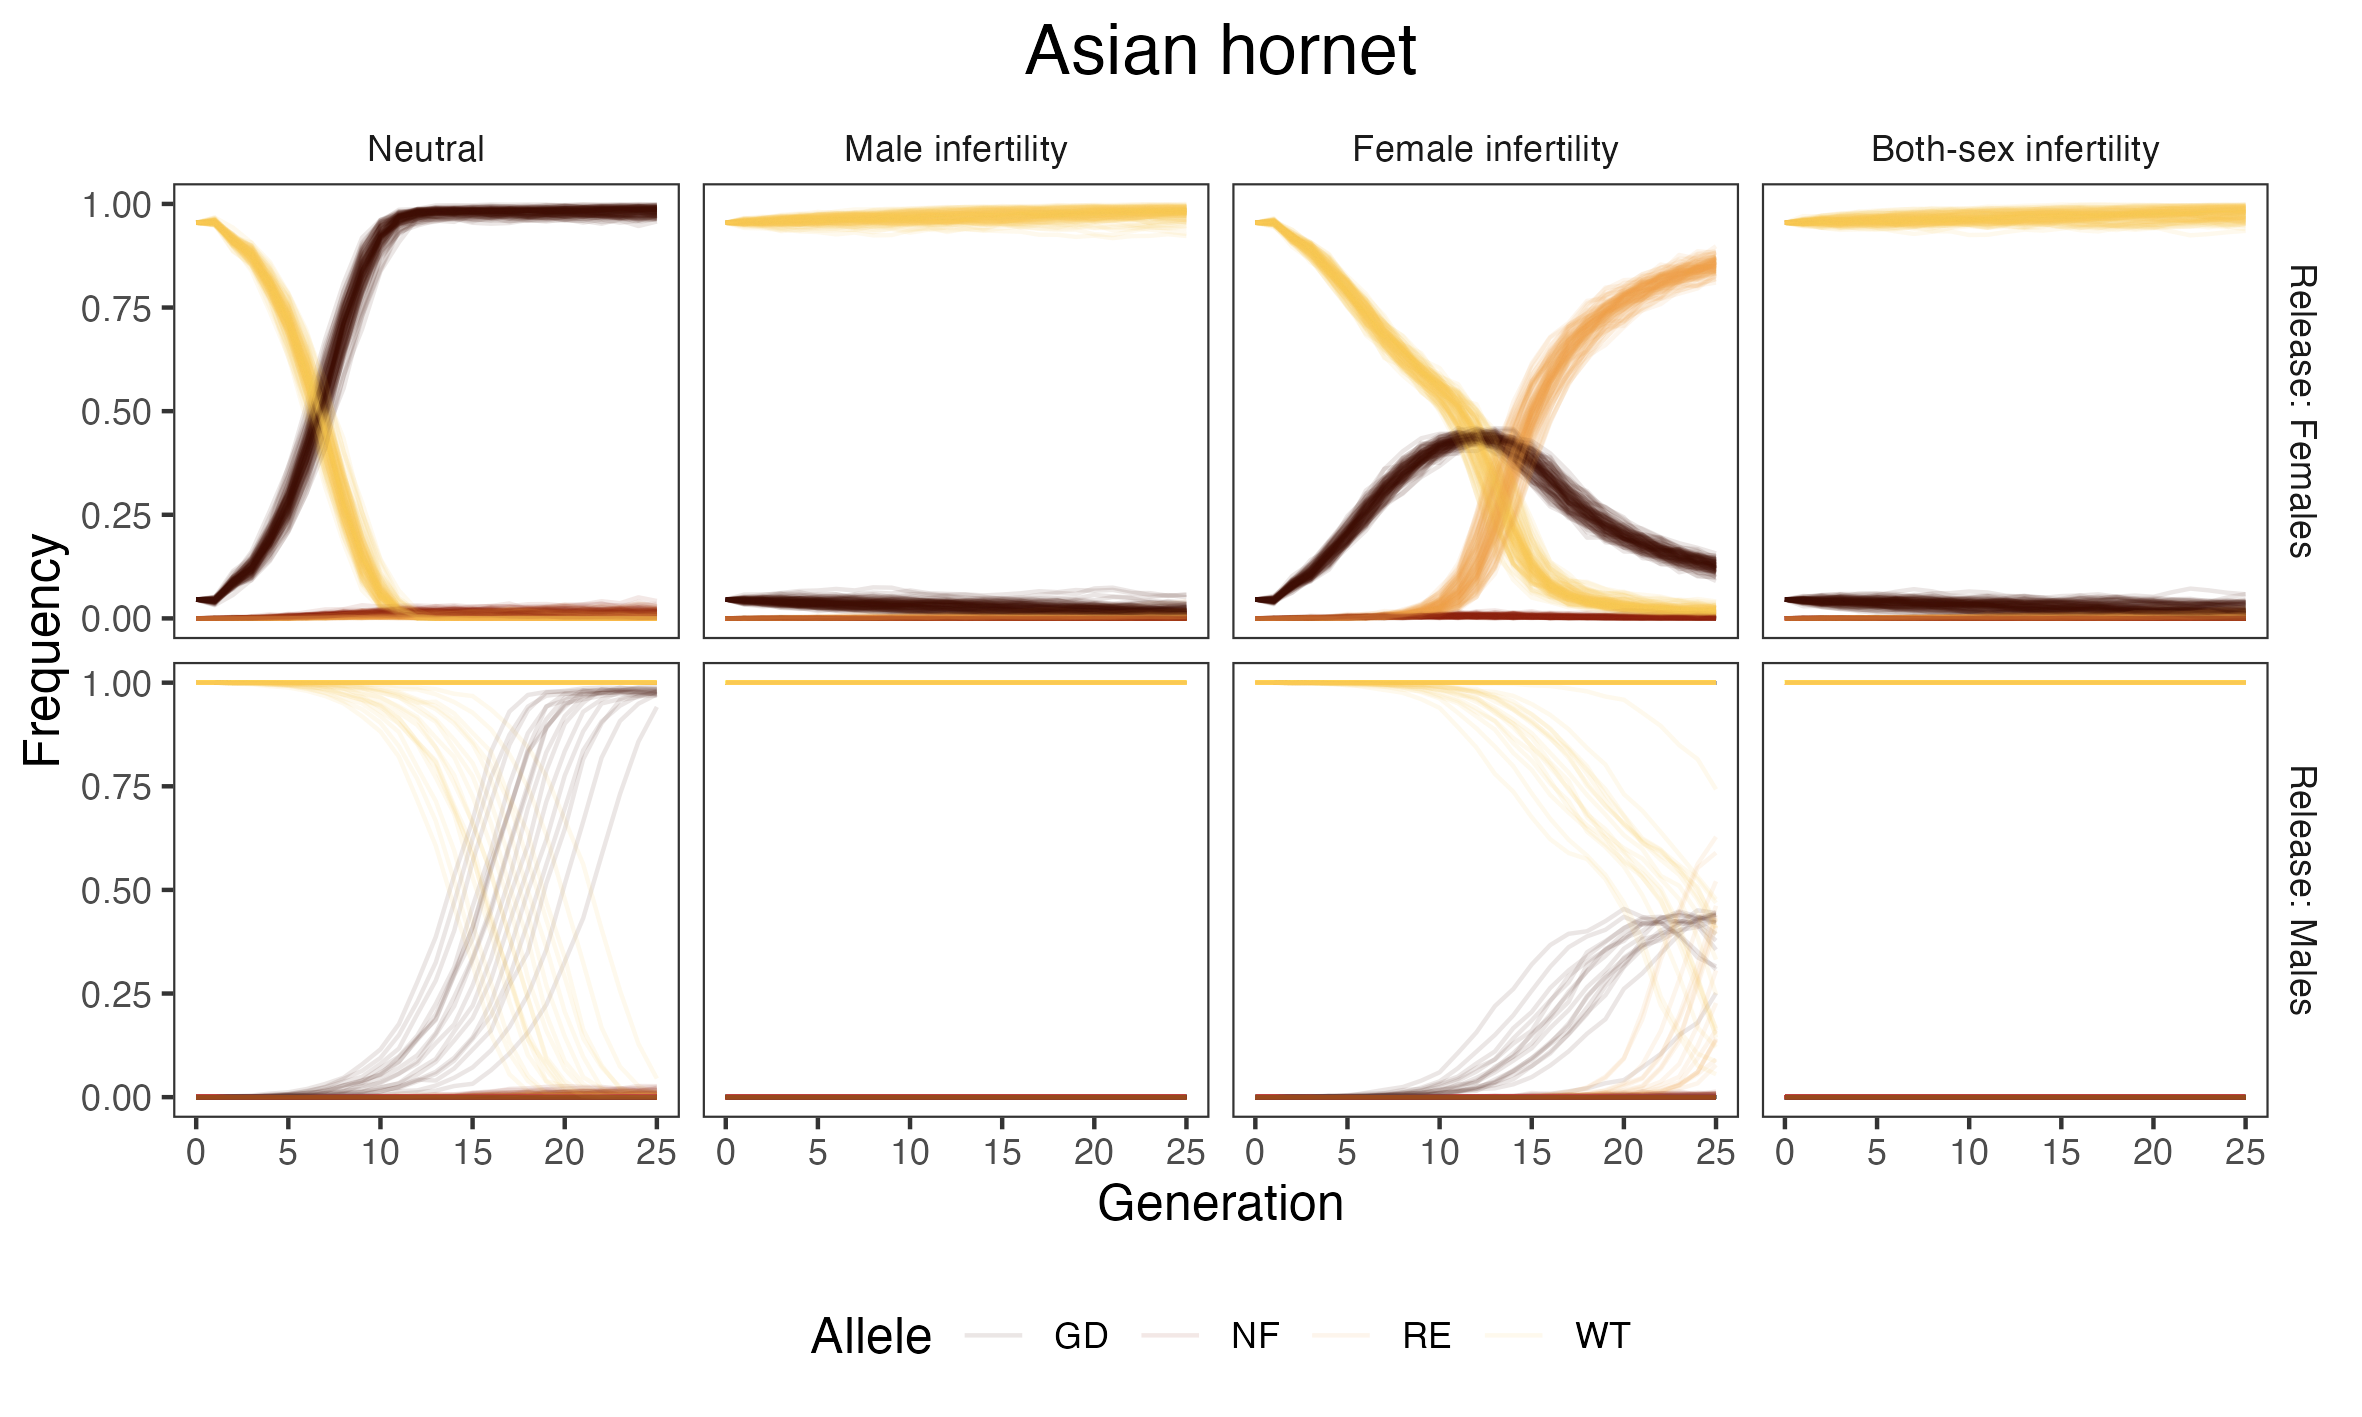 Asian hornet
Neutral
Male infertility
Female infertility
Both-sex infertility
1.00
0.75
0.50
0.25
0.00
Release: Females
Frequency
1.00
0.75
0.50
0.25
0.00
Release: Males
0 5 10 15 20 25
0 5 10 15 20 25
0 5 10 15 20 25
0 5 10 15 20 25
Generation
Allele GD NF RE WT